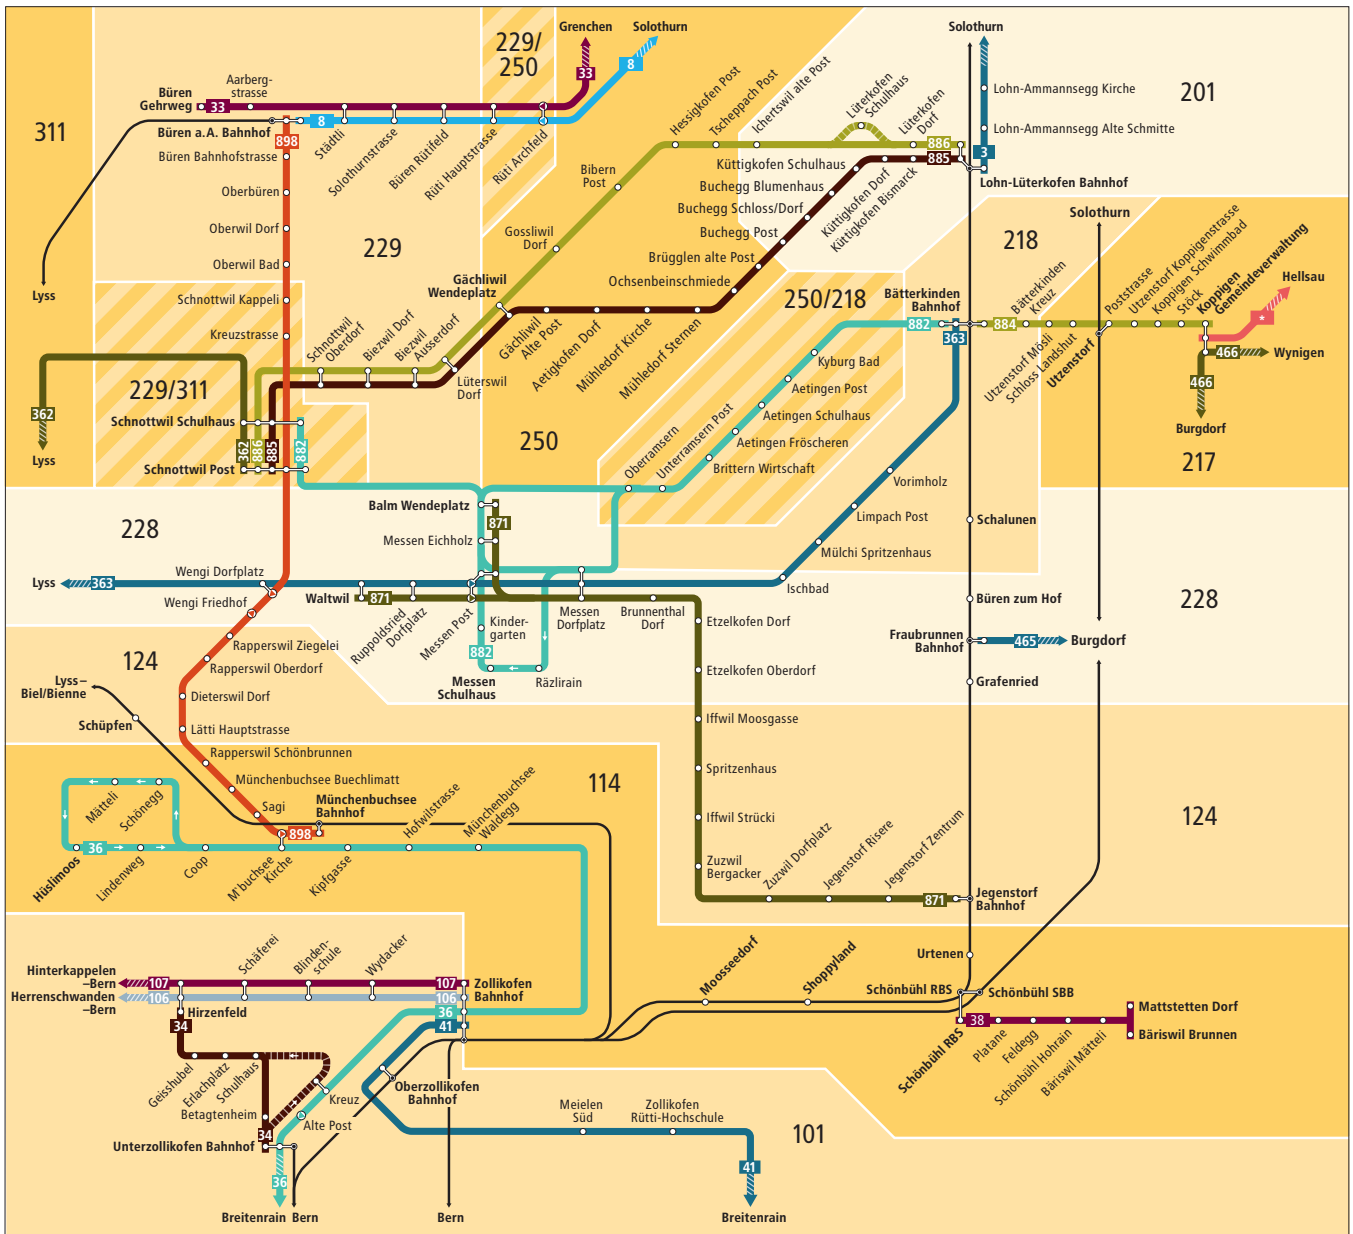 Grenchen
Solothurn
Solothurn
229/
250
Aarberg-
strasse
Büren
Gehrweg
33
33
8
Büren a.A. Bahnhof
8
898
Büren Bahnhofstrasse
Städtli
Solothurnstrasse
Büren Rütifeld
Rüti Hauptstrasse
Rüti Archfeld
311
Oberbüren
Oberwil Dorf
Oberwil Bad
Schnottwil Kappeli
Kreuzstrasse
229
Lyss
Hessigkofen Post
Tscheppach Post
Ichertswil alte Post
Lüterkofen
Schulhaus
Lüterkofen
Dorf
886
885
Lohn-Ammannsegg Kirche
Lohn-Ammannsegg Alte Schmitte
201
3
Lohn-Lüterkofen Bahnhof
Bibern
Post
Gossliwil
Dorf
Gächliwil
Wendeplatz
Küttigkofen Schulhaus
Buchegg Blumenhaus
Buchegg Schloss/Dorf
Buchegg Post
Brügglen alte Post
Ochsenbeinschmiede
Küttigkofen Dorf
Küttigkofen Bismarck
218
Solothurn
250/218
Bätterkinden
Bahnhof
882
363
884
Bätterkinden
Kreuz
Utzenstorf Mösli
Schloss Landshut
Utzenstorf
Poststrasse
Utzenstorf Koppigenstrasse
Koppigen Schwimmbad
Stöck
Koppigen
Gemeindeverwaltung
Hellsau
*
466
Wynigen
466
Burgdorf
217
Schnottwil
Oberdorf
Biezwil Dorf
Biezwil
Ausserdorf
Lüterswil
Dorf
Gächliwil
Alte Post
Aetigkofen Dorf
Mühledorf Kirche
Mühledorf Sternen
229/311
362
Lyss
Schnottwil Schulhaus
362
886
885
882
Schnottwil Post
250
Kyburg Bad
Aetingen Post
Aetingen Schulhaus
Aetingen Fröscheren
Brittern Wirtschaft
Oberramsern
Unterramsern Post
Vorimholz
Limpach Post
Mülchi Spritzenhaus
Ischbad
228
Balm Wendeplatz
871
Messen Eichholz
Schalunen
Lyss
363
Wengi Dorfplatz
Wengi Friedhof
Waltwil
871
Ruppoldsried
Dorfplatz
Messen Post
Kinder-
garten
882
Messen
Schulhaus
Räzlirain
Messen
Dorfplatz
Brunnenthal
Dorf
Büren zum Hof
228
Fraubrunnen
Bahnhof
465
Burgdorf
Grafenried
124
Rapperswil Ziegelei
Rapperswil Oberdorf
Dieterswil Dorf
Lätti Hauptstrasse
Rapperswil Schönbrunnen
Münchenbuchsee Buechlimatt
Sagi
Lyss–
Biel/Bienne
Schüpfen
Etzelkofen Dorf
Etzelkofen Oberdorf
Iffwil Moosgasse
Spritzenhaus
Iffwil Strücki
Zuzwil
Bergacker
Zuzwil Dorfplatz
Jegenstorf Risere
Jegenstorf Zentrum
871
Jegenstorf
Bahnhof
124
Münchenbuchsee
Bahnhof
898
114
Mätteli
Schönegg
Hüslimoos
36
Lindenweg
Coop
M'buchsee
Kirche
Kipfgasse
Hofwilstrasse
Münchenbuchsee
Waldegg
Urtenen
Hinterkappelen
–Bern
107
Herrenschwanden
–Bern
106
Schäferei
Blinden-
schule
Wydacker
107
106
36
41
Zollikofen
Bahnhof
Hirzenfeld
34
Geisshubel
Erlachplatz
Schulhaus
Betagtenheim
34
Kreuz
Alte Post
Unterzollikofen Bahnhof
36
Breitenrain
Bern
Oberzollikofen
Bahnhof
Bern
Meielen
Süd
Zollikofen
Rütti-Hochschule
41
Breitenrain
101
Moosseedorf
Shoppyland
Schönbühl RBS
Schönbühl SBB
38
Schönbühl RBS
Platane
Feldegg
Schönbühl Hohrain
Bäriswil Mätteli
Mattstetten Dorf
Bäriswil Brunnen